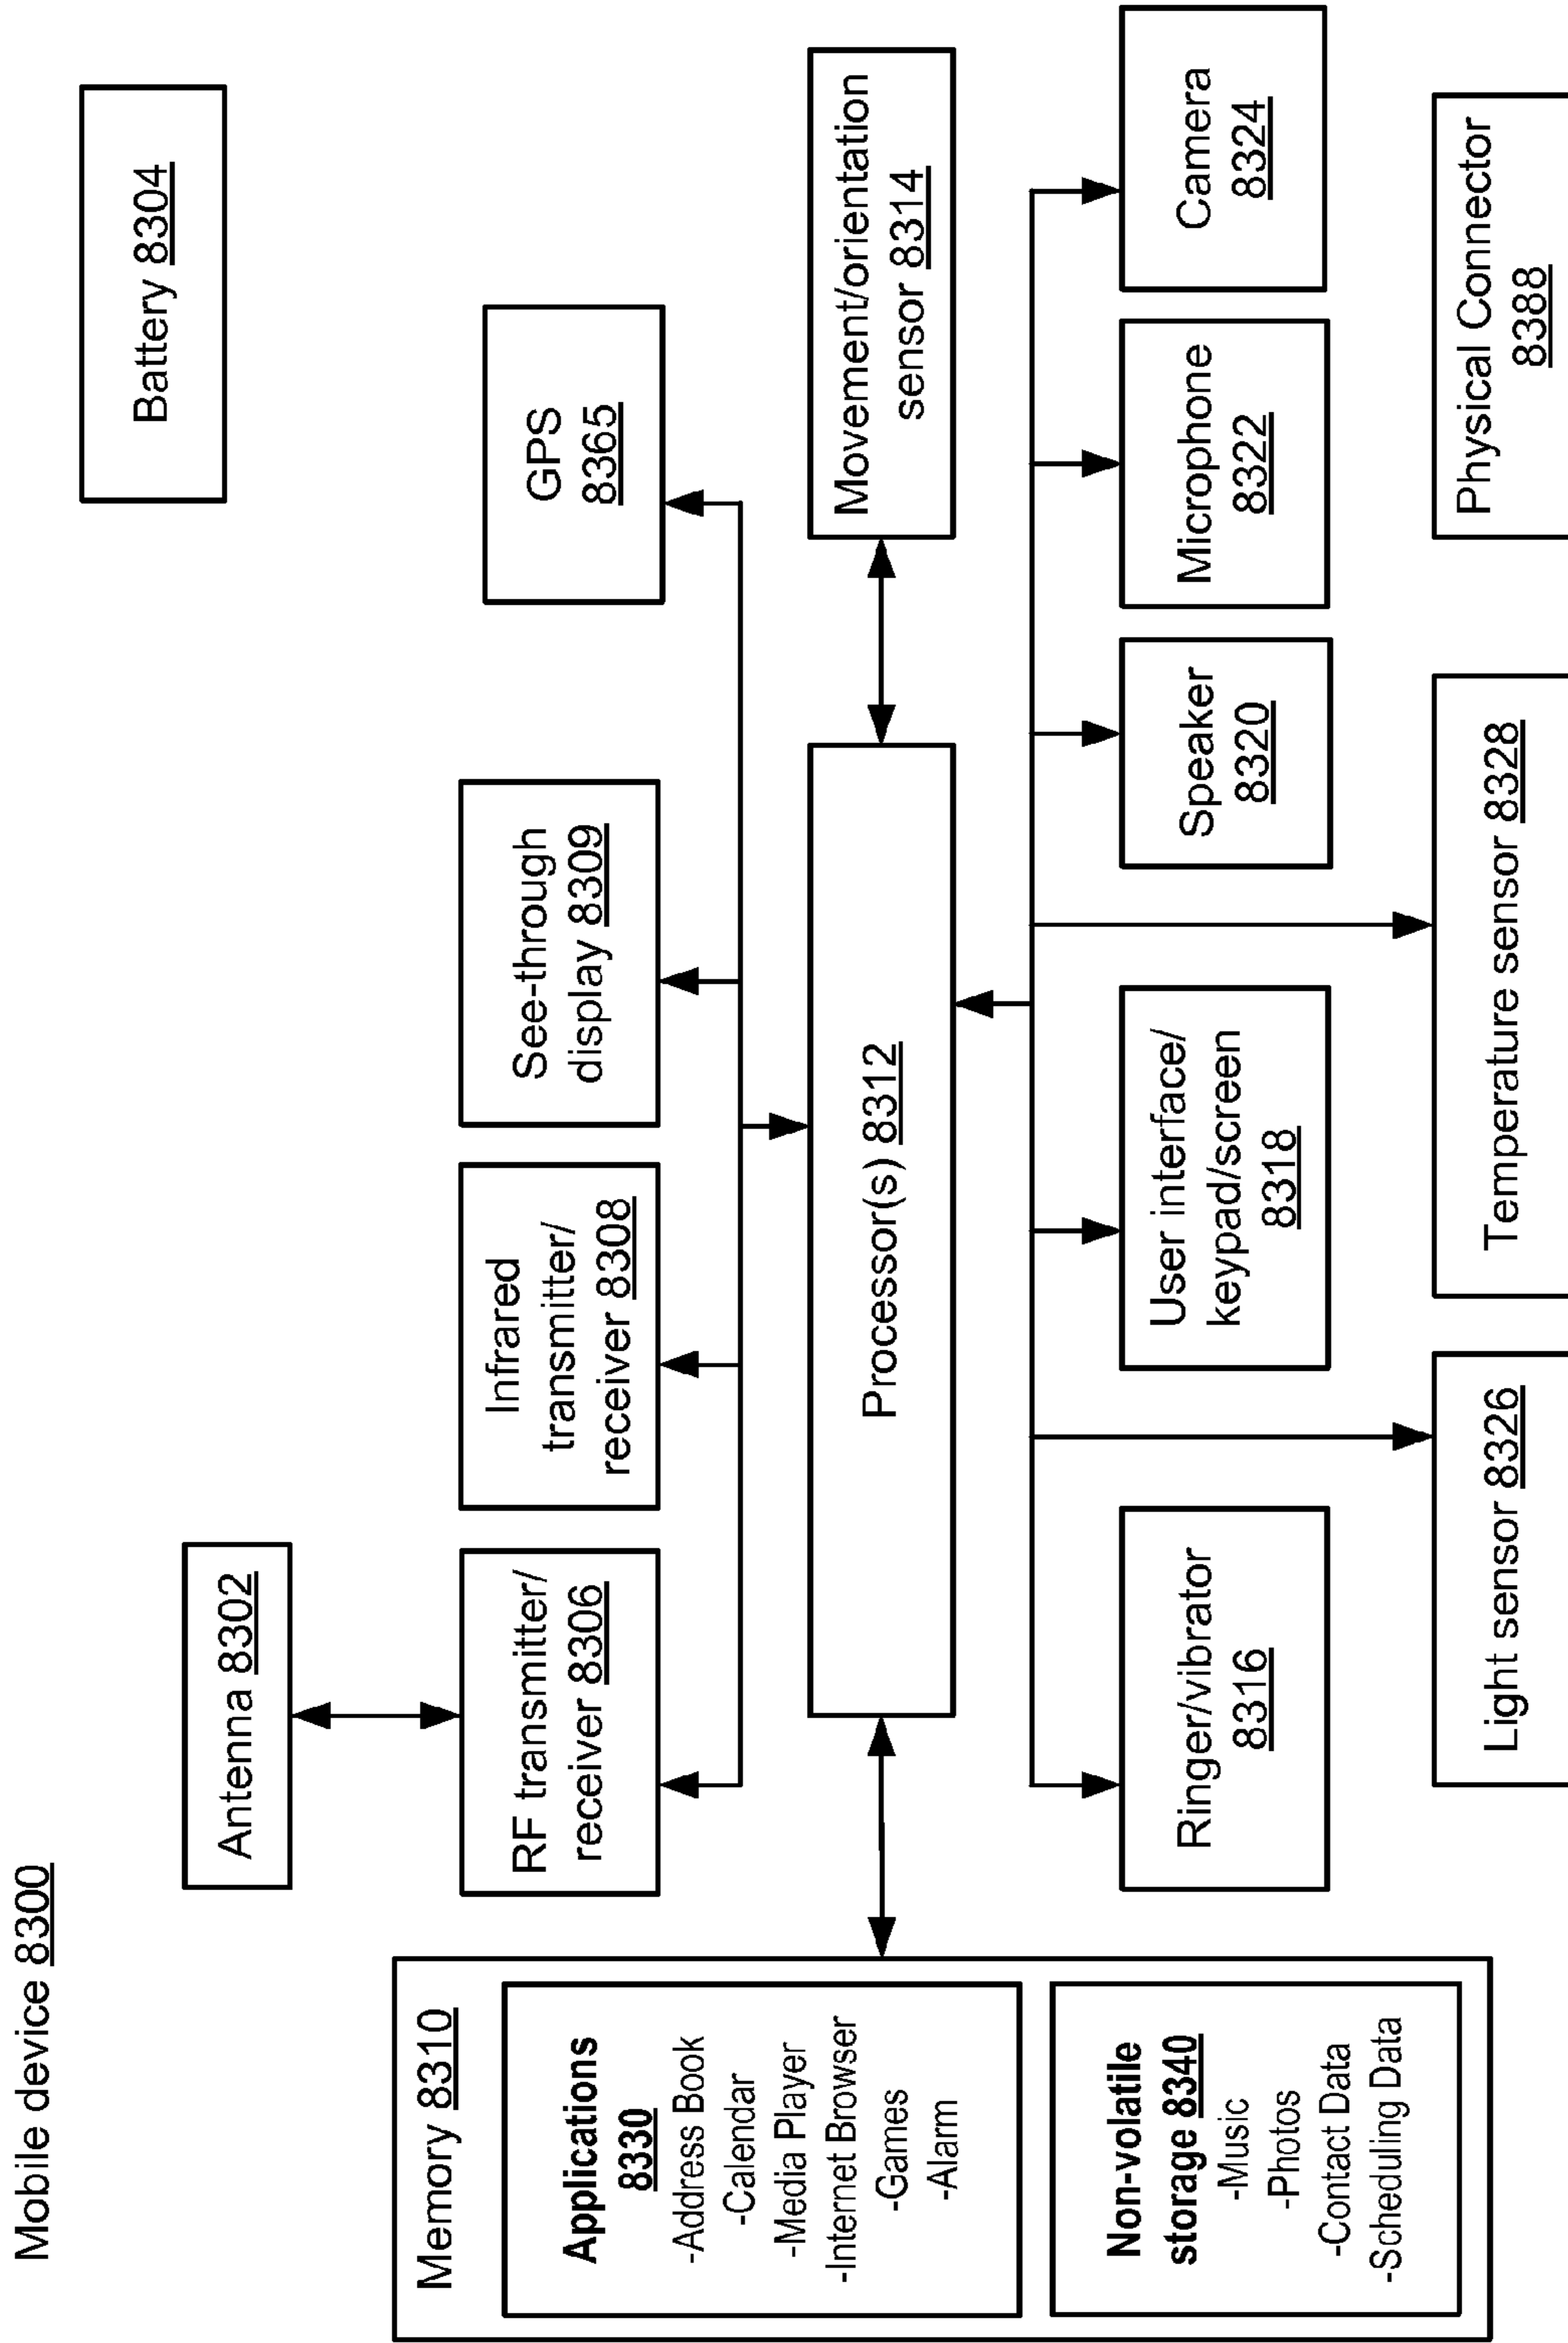 Mobile device 8300
Antenna 8302
Battery 8304
RF transmitter/
receiver 8306
Infrared
transmitter/
receiver 8308
See-through
display 8309
GPS
8365
Memory 8310
Applications
8330
-Address Book
-Calendar
-Media Player
-Internet Browser
-Games
-Alarm
Non-volatile
storage 8340
-Music
-Photos
-Contact Data
-Scheduling Data
Processor(s) 8312
Movement/orientation
sensor 8314
Ringer/vibrator
8316
User interface/
keypad/screen
8318
Speaker
8320
Microphone
8322
Camera
8324
Light sensor 8326
Temperature sensor 8328
Physical Connector
8388